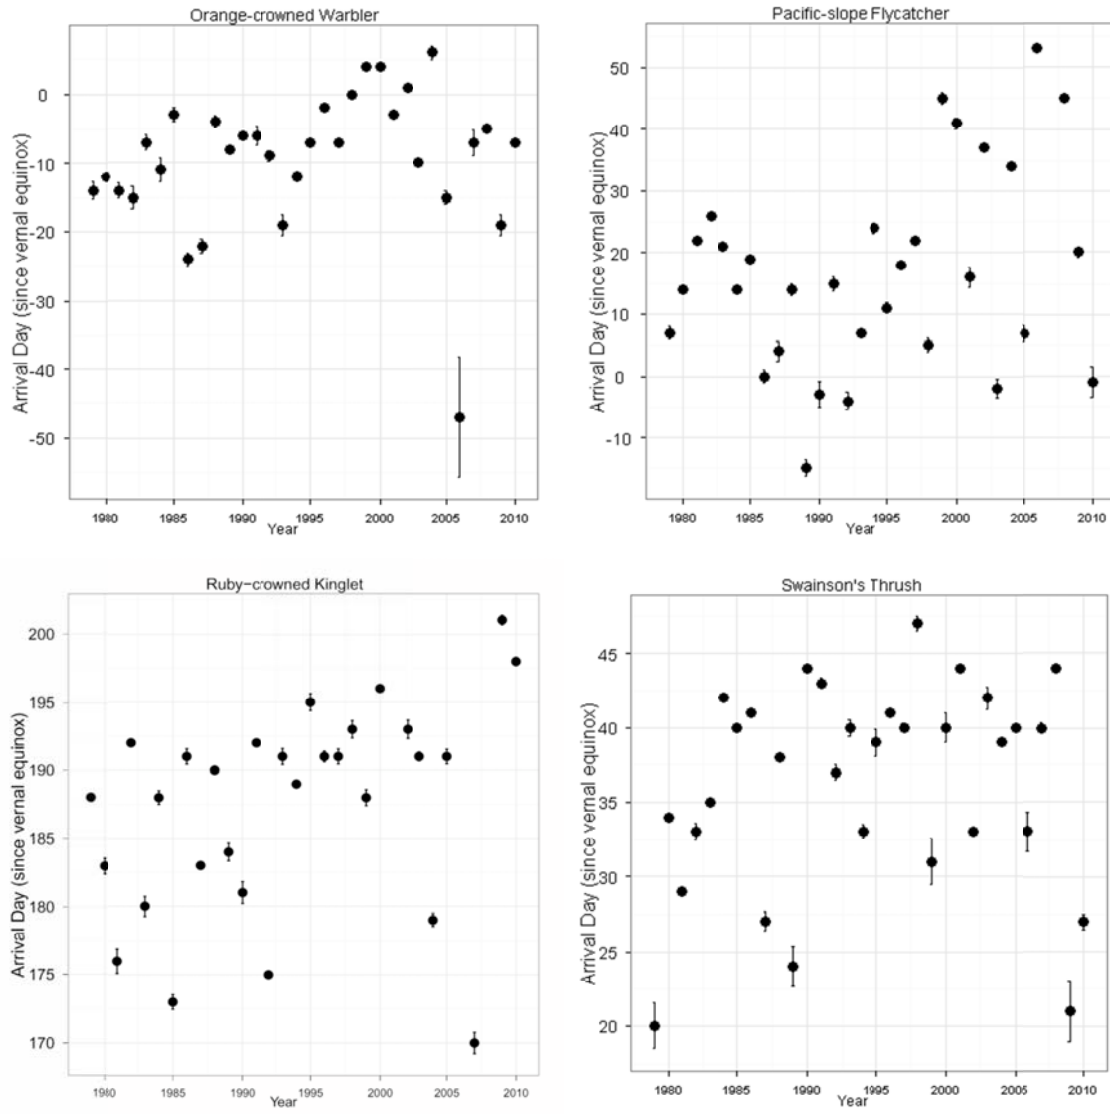 Orange-crowned Warbler
Arrival Day (since vernal equinox)
0
-10
-20
-30
-40
-50
1980 1985 1990 1995 2000 2005 2010
Year
Pacific-slope Flycatcher
Arrival Day (since vernal equinox)
50
40
30
20
10
0
-10
1980 1985 1990 1995 2000 2005 2010
Year
Ruby-crowned Kinglet
Arrival Day (since vernal equinox)
200
195
190
185
180
175
170
1980 1985 1990 1995 2000 2005 2010
Year
Swainson's Thrush
Arrival Day (since vernal equinox)
45
40
35
30
25
20
1980 1985 1990 1995 2000 2005 2010
Year